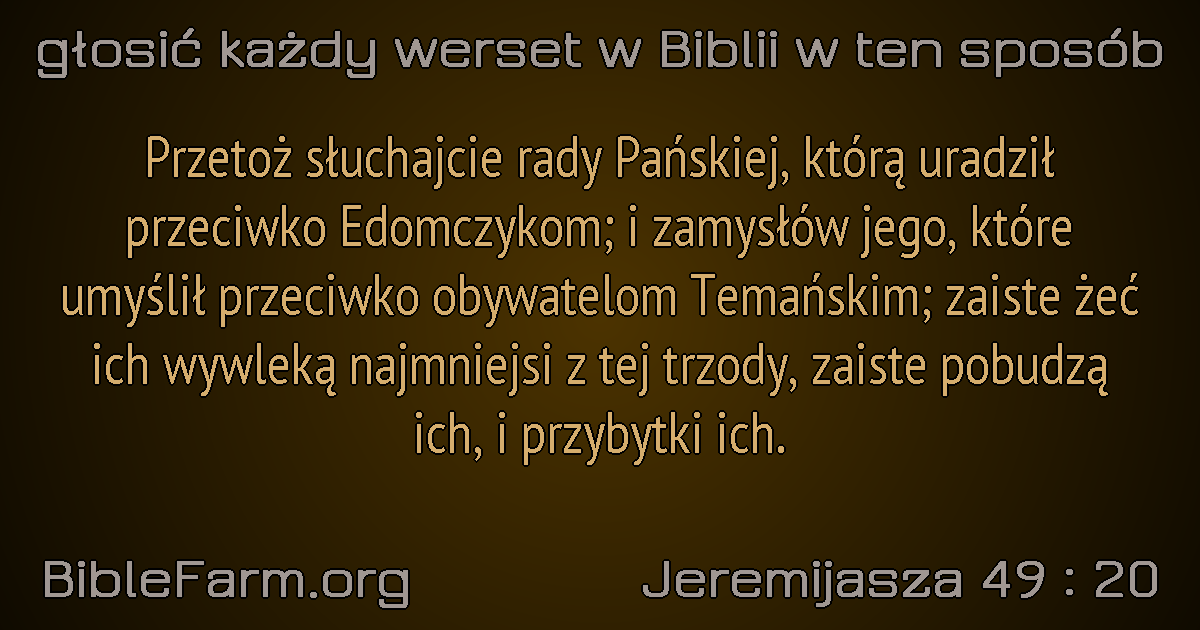 głosić każdy werset w Biblii w ten sposób
Przetoż słuchajcie rady Pańskiej, którą uradził
przeciwko Edomczykom; i zamysłów jego, które
umyślił przeciwko obywatelom Temańskim; zaiste żeć
ich wywleką najmniejsi z tej trzody, zaiste pobudzą
ich, i przybytki ich.
BibleFarm.org
Jeremijasza 49 : 20